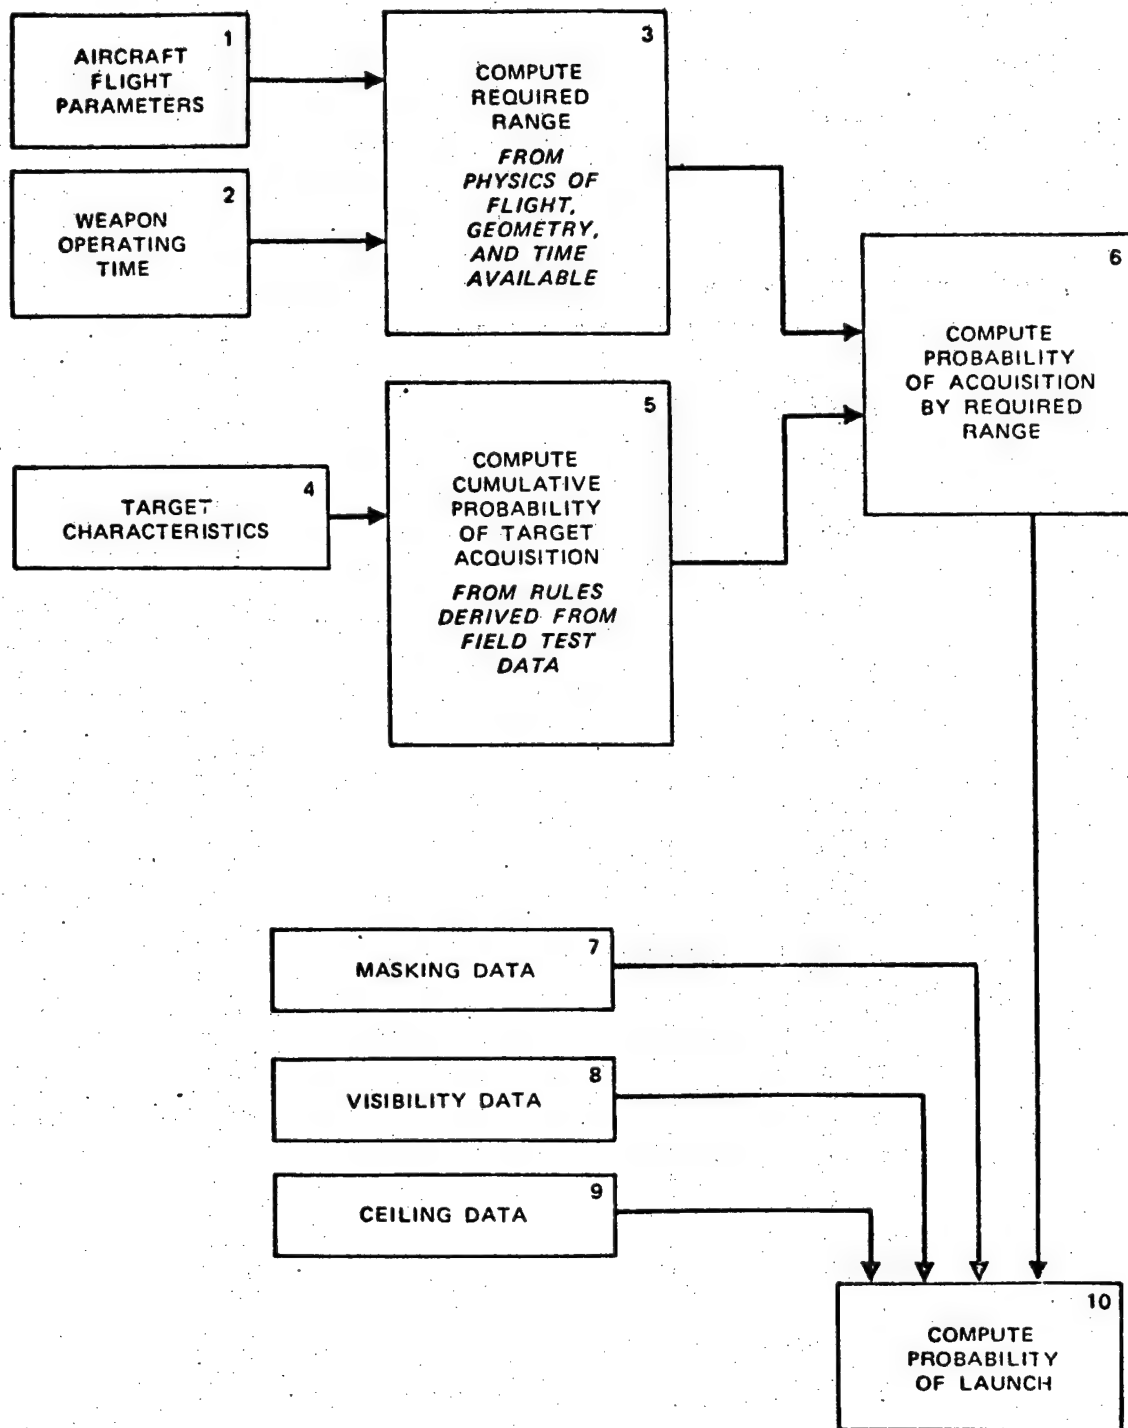 1
AIRCRAFT
FLIGHT
PARAMETERS
2
WEAPON
OPERATING
TIME
3
COMPUTE
REQUIRED
RANGE
FROM
PHYSICS OF
FLIGHT,
GEOMETRY,
AND TIME
AVAILABLE
4
TARGET
CHARACTERISTICS
5
COMPUTE
CUMULATIVE
PROBABILITY
OF TARGET
ACQUISITION
FROM RULES
DERIVED FROM
FIELD TEST
DATA
6
COMPUTE
PROBABILITY
OF ACQUISITION
BY REQUIRED
RANGE
7
MASKING DATA
8
VISIBILITY DATA
9
CEILING DATA
10
COMPUTE
PROBABILITY
OF LAUNCH